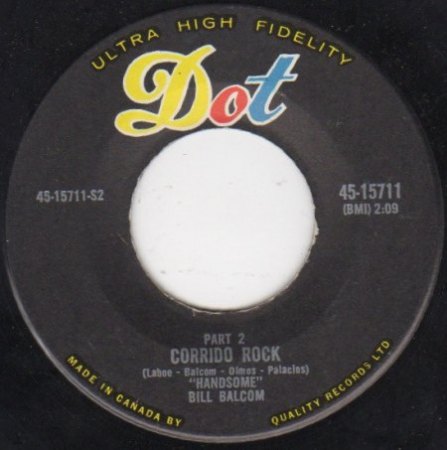 ULTRA HIGH FIDELITY
Dot
45-15711-S2
45-15711
(BMI) 2:09
PART 2
CORRIDO ROCK
(Laboe - Balcom - Olmos - Palacios)
"HANDSOME"
BILL BALCOM
MADE IN CANADA BY QUALITY RECORDS LTD